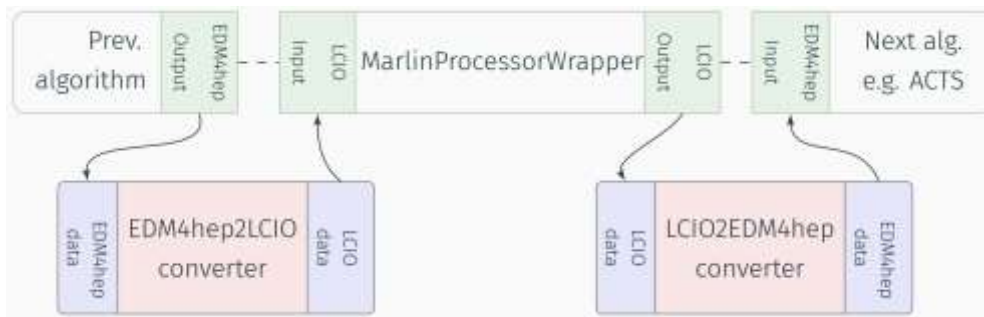 Prev.
algorithm
EDM4hep
Output
LCIO
Input
MarlinProcessorWrapper
LCIO
Output
EDM4hep
Input
Next alg.
e.g. ACTS
EDM4hep
data
EDM4hep2LCIO
converter
LCIO
data
LCIO
data
LCIO2EDM4hep
converter
EDM4hep
data